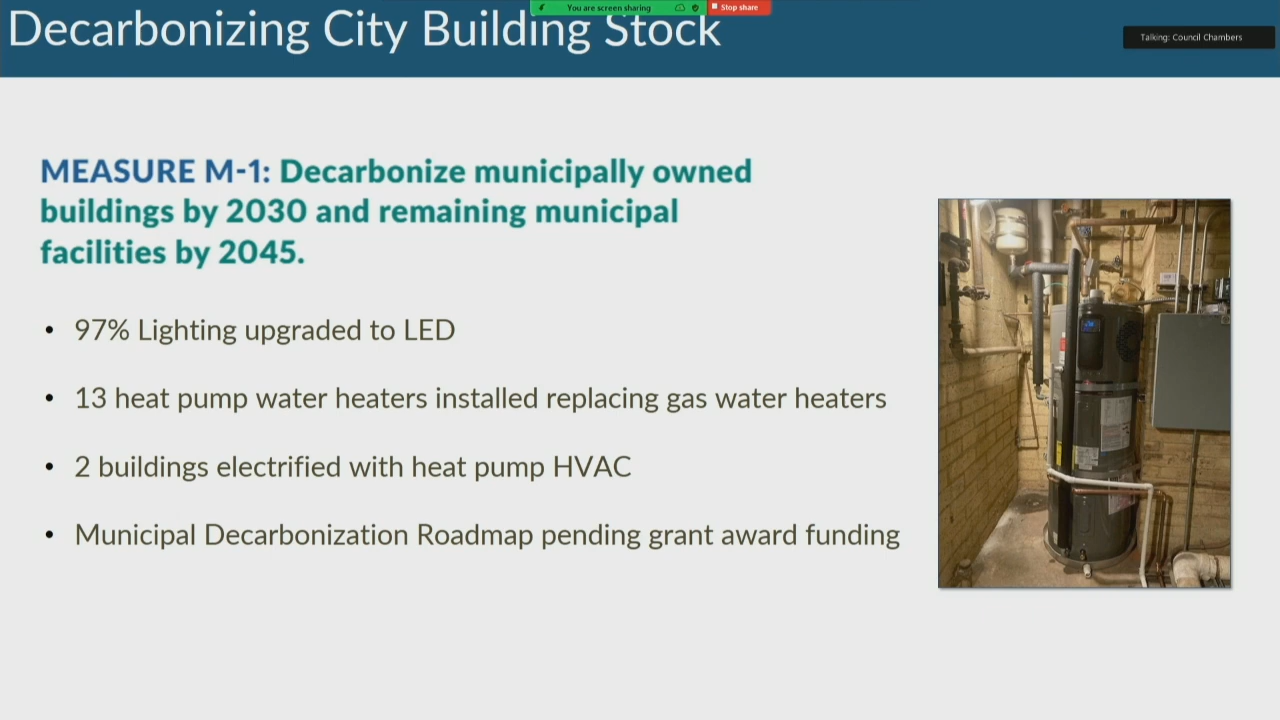 Decarbonizing City Building Stock
You are screen sharing
Stop share
Talking: Council Chambers
MEASURE M-1: Decarbonize municipally owned
buildings by 2030 and remaining municipal
facilities by 2045.
• 97% Lighting upgraded to LED
• 13 heat pump water heaters installed replacing gas water heaters
• 2 buildings electrified with heat pump HVAC
• Municipal Decarbonization Roadmap pending grant award funding